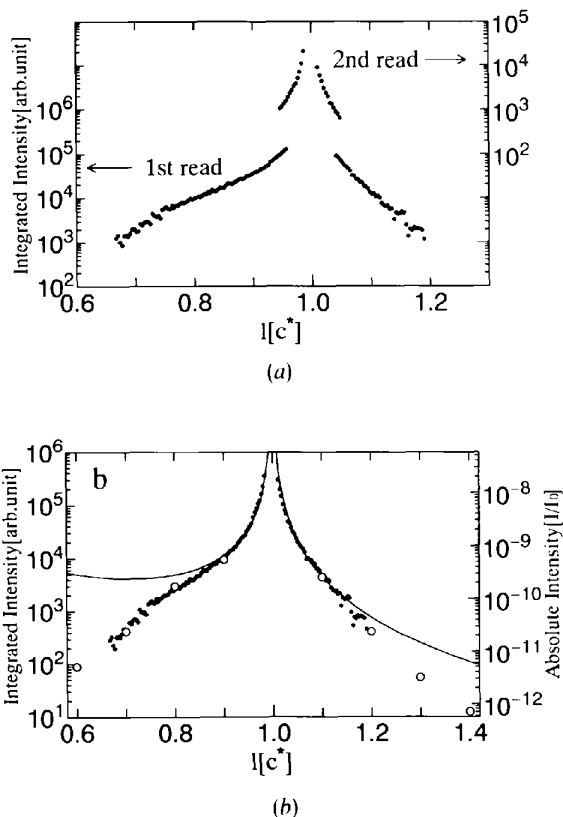 10^5
2nd read →
10^4
10^6
10^3
10^5
10^2
← 1st read
10^4
10^3
10^2
Integrated Intensity[arb.unit]
0.6 0.8 1.0 1.2
l[c*]
(a)
b
10^6
10^5
10^-8
10^4
10^-9
10^3
10^-10
10^2
10^-11
10^1
10^-12
Integrated Intensity[arb.unit]
Absolute Intensity[I/I₀]
0.6 0.8 1.0 1.2 1.4
l[c*]
(b)